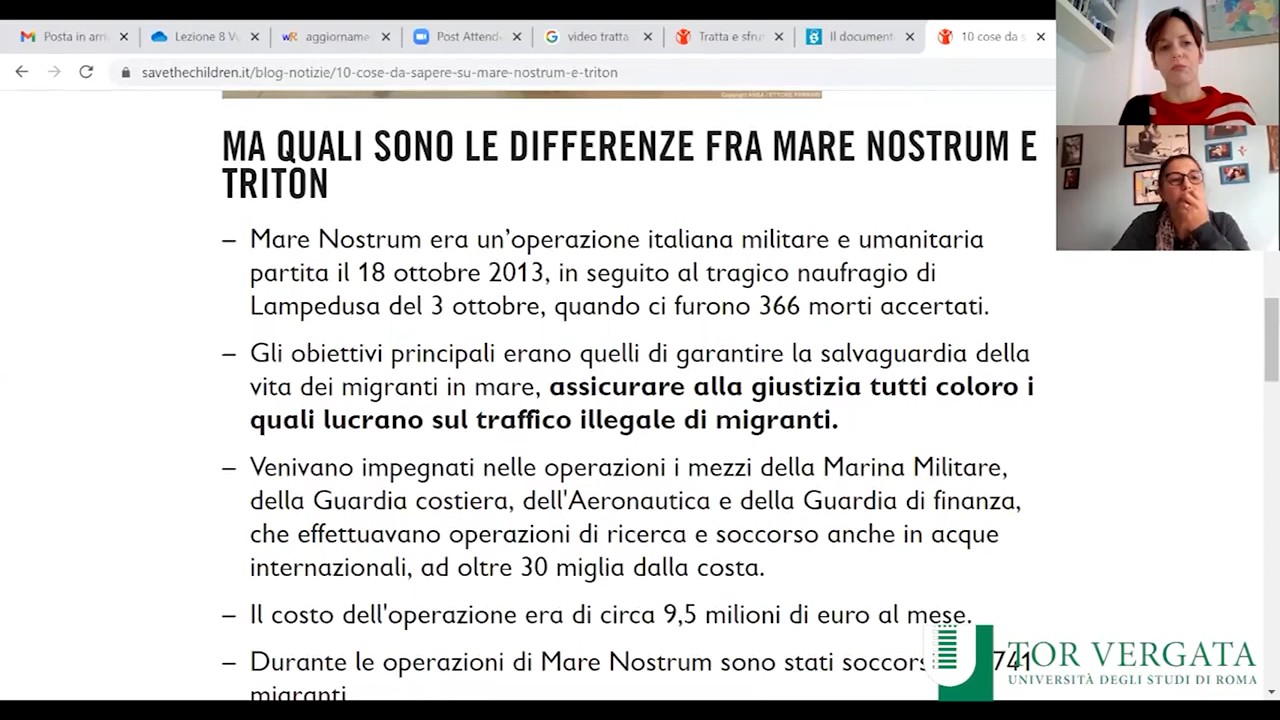 Posta in arri
Lezione 8 Vu
aggiorname
Post Attend
video tratta
Tratta e sfru
Il document
10 cose da s
savethechildren.it/blog-notizie/10-cose-da-sapere-su-mare-nostrum-e-triton
MA QUALI SONO LE DIFFERENZE FRA MARE NOSTRUM E
TRITON
– Mare Nostrum era un’operazione italiana militare e umanitaria
partita il 18 ottobre 2013, in seguito al tragico naufragio di
Lampedusa del 3 ottobre, quando ci furono 366 morti accertati.
– Gli obiettivi principali erano quelli di garantire la salvaguardia della
vita dei migranti in mare, assicurare alla giustizia tutti coloro i
quali lucrano sul traffico illegale di migranti.
– Venivano impegnati nelle operazioni i mezzi della Marina Militare,
della Guardia costiera, dell'Aeronautica e della Guardia di finanza,
che effettuavano operazioni di ricerca e soccorso anche in acque
internazionali, ad oltre 30 miglia dalla costa.
– Il costo dell'operazione era di circa 9,5 milioni di euro al mese.
– Durante le operazioni di Mare Nostrum sono stati soccorsi 741
migranti
TOR VERGATA
UNIVERSITÀ DEGLI STUDI DI ROMA